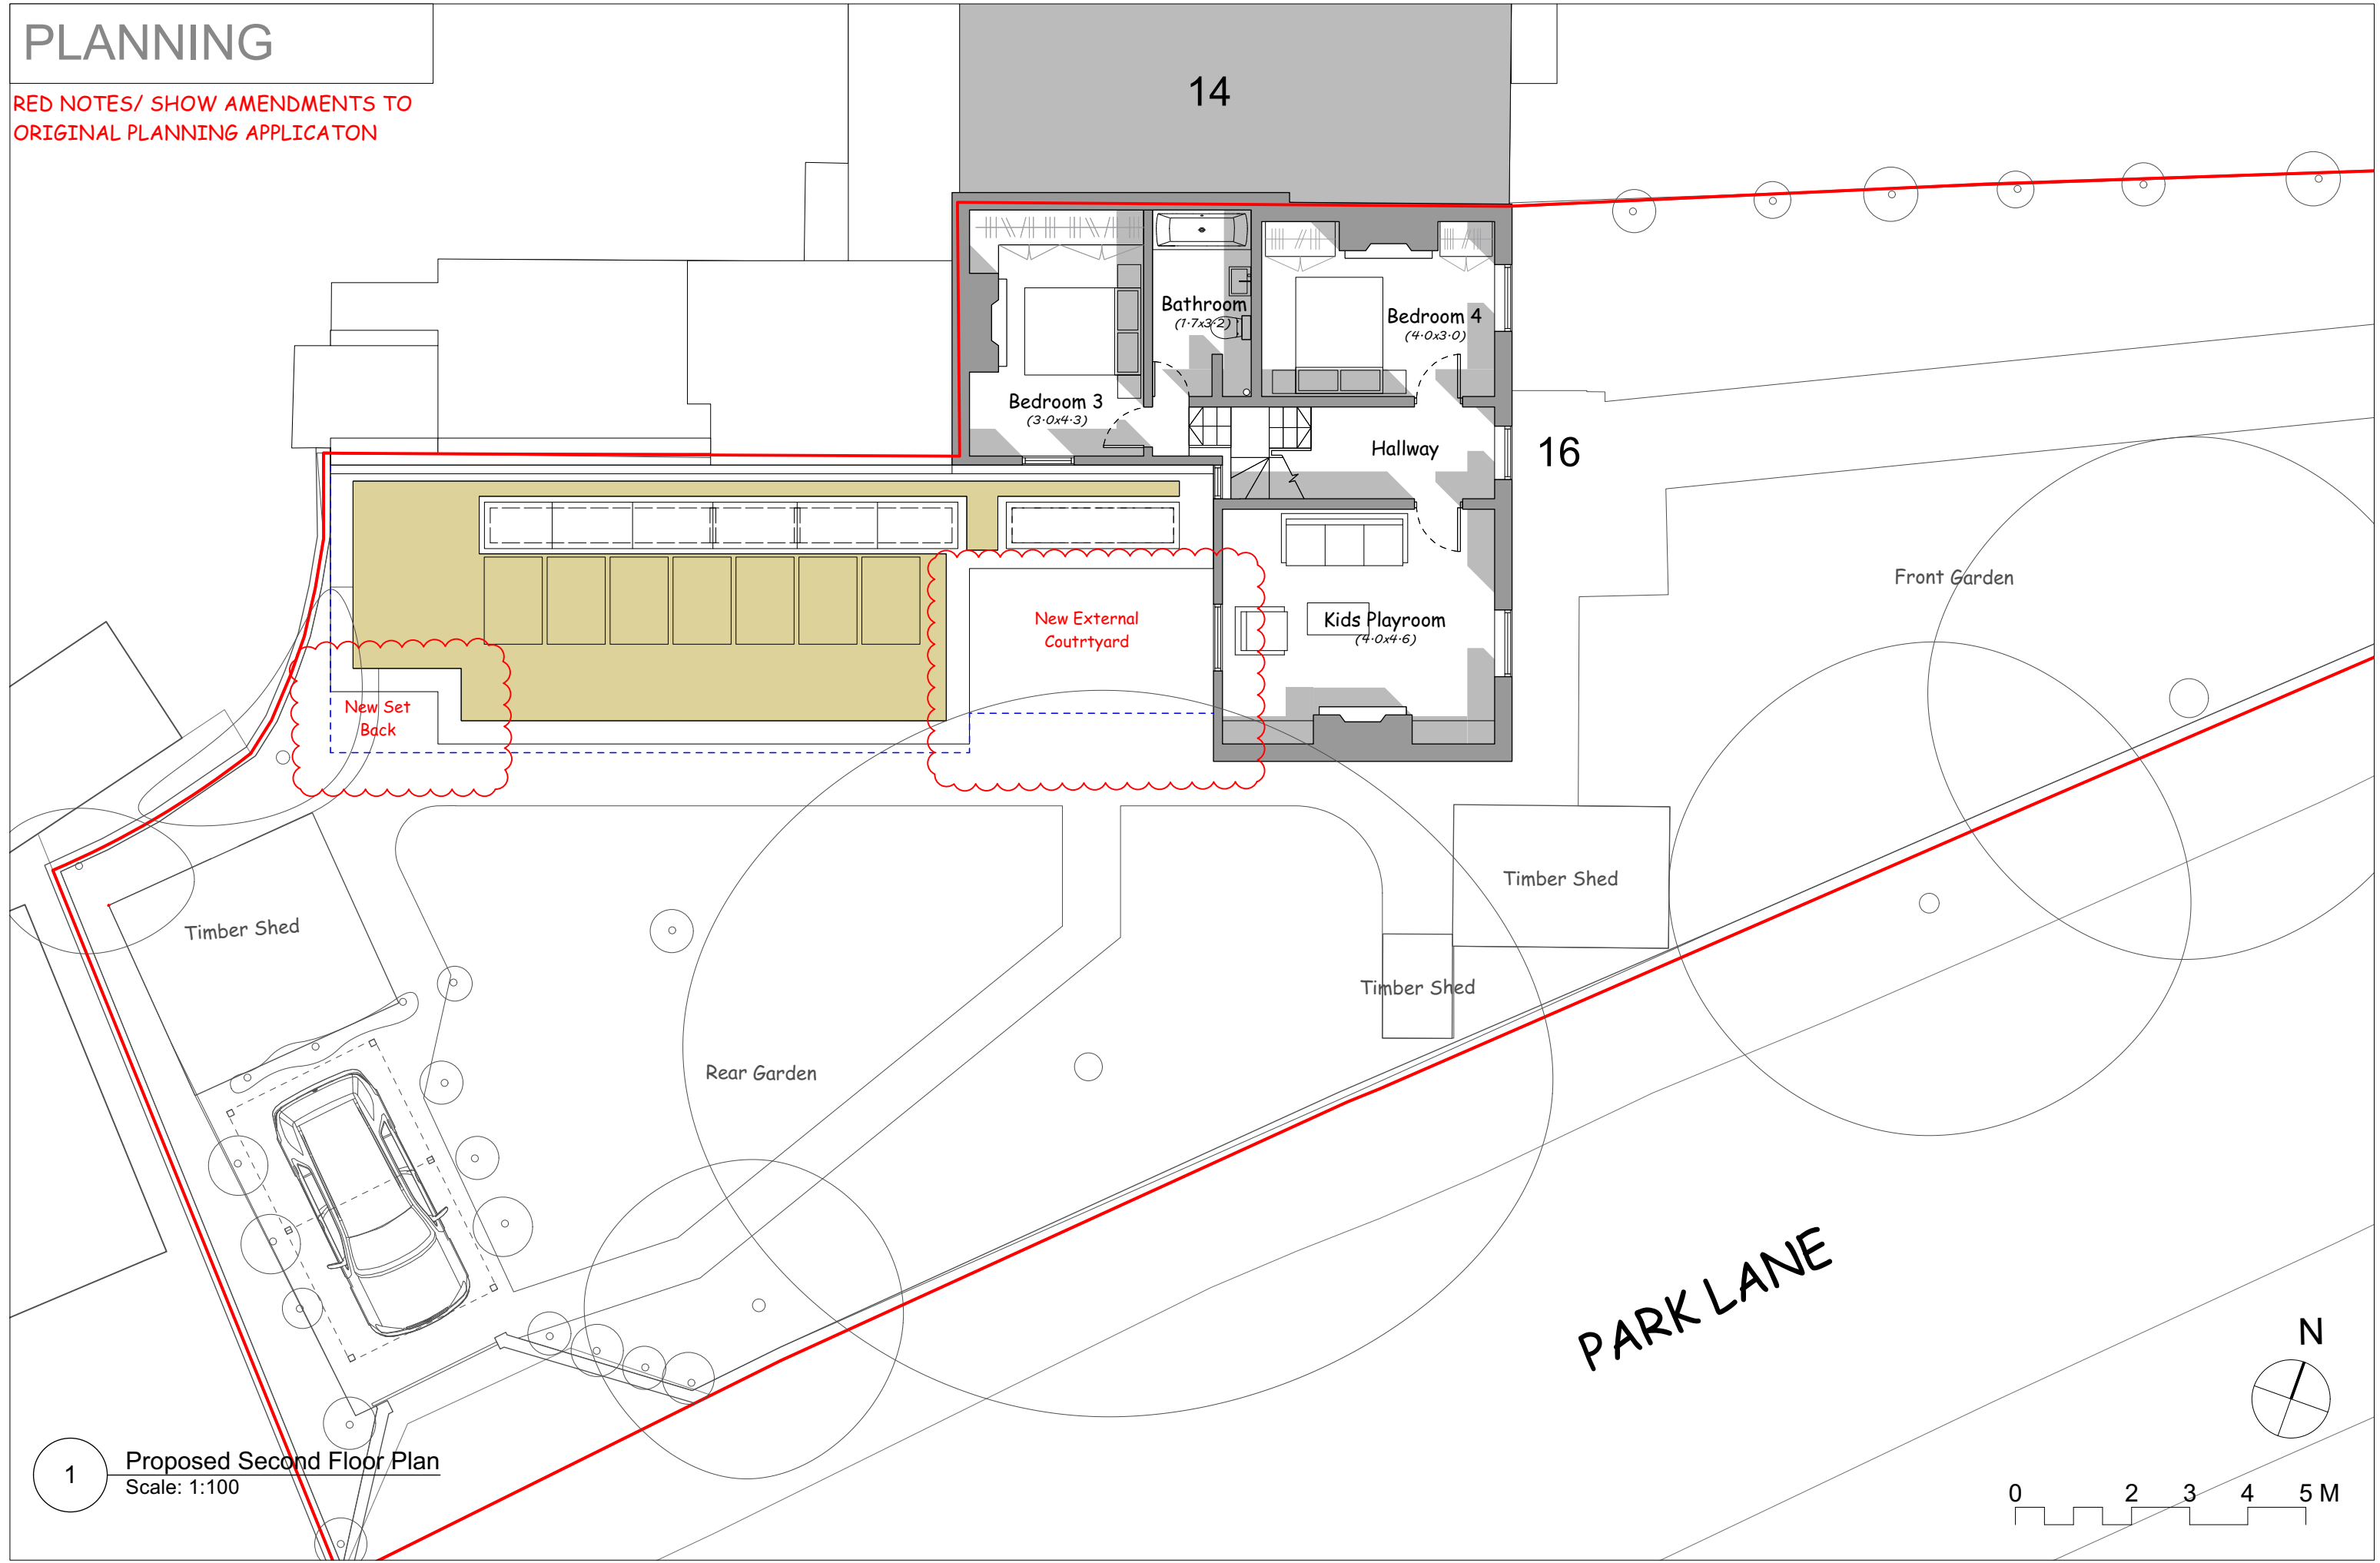 PLANNING
RED NOTES/ SHOW AMENDMENTS TO
ORIGINAL PLANNING APPLICATON
14
Bathroom
(1·7x3·2)
Bedroom 4
(4·0x3·0)
Bedroom 3
(3·0x4·3)
Hallway
16
Front Garden
New External
Coutrtyard
Kids Playroom
(4·0x4·6)
New Set
Back
Timber Shed
Timber Shed
Timber Shed
Rear Garden
PARK LANE
N
1
Proposed Second Floor Plan
Scale: 1:100
0 2 3 4 5 M